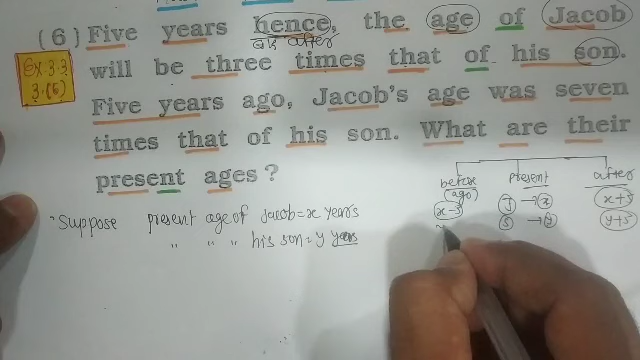 (6) Five years hence, the age of Jacob
बाद after
Ex 3.3
3.(6)
will be three times that of his son.
Five years ago, Jacob's age was seven
times that of his son. What are their
present ages?
before present after
(ago)
x-5 J → x x+5
S → y y+5
Suppose present age of Jacob = x years
" " " his son = y years